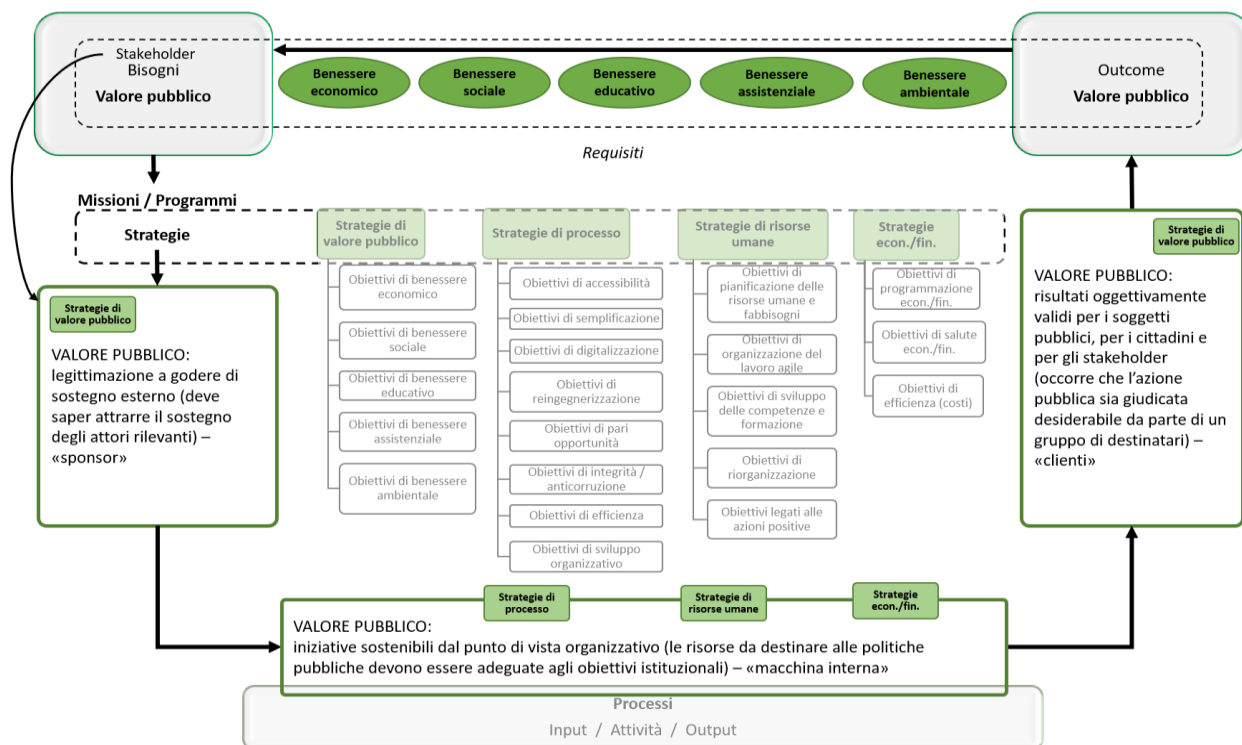 Stakeholder
Bisogni
Valore pubblico
Benessere
economico
Benessere
sociale
Benessere
educativo
Benessere
assistenziale
Benessere
ambientale
Outcome
Valore pubblico
Requisiti
Missioni / Programmi
Strategie
Strategie di
valore pubblico
Obiettivi di benessere
economico
Obiettivi di benessere
sociale
Obiettivi di benessere
educativo
Obiettivi di benessere
assistenziale
Obiettivi di benessere
ambientale
Strategie di processo
Obiettivi di accessibilità
Obiettivi di semplificazione
Obiettivi di digitalizzazione
Obiettivi di
reingegnerizzazione
Obiettivi di pari
opportunità
Obiettivi di integrità /
anticorruzione
Obiettivi di efficienza
Obiettivi di sviluppo
organizzativo
Strategie di risorse
umane
Obiettivi di
pianificazione delle
risorse umane e
fabbisogni
Obiettivi di
organizzazione del
lavoro agile
Obiettivi di sviluppo
delle competenze e
formazione
Obiettivi di
riorganizzazione
Obiettivi legati alle
azioni positive
Strategie
econ./fin.
Obiettivi di
programmazione
econ./fin.
Obiettivi di salute
econ./fin.
Obiettivi di
efficienza (costi)
Strategie di
valore pubblico
VALORE PUBBLICO:
legittimazione a godere di
sostegno esterno (deve
saper attrarre il sostegno
degli attori rilevanti) –
«sponsor»
Strategie di
valore pubblico
VALORE PUBBLICO:
risultati oggettivamente
validi per i soggetti
pubblici, per i cittadini e
per gli stakeholder
(occorre che l'azione
pubblica sia giudicata
desiderabile da parte di un
gruppo di destinatari) –
«clienti»
Strategie di
processo
Strategie di
risorse umane
Strategie
econ./fin.
VALORE PUBBLICO:
iniziative sostenibili dal punto di vista organizzativo (le risorse da destinare alle politiche
pubbliche devono essere adeguate agli obiettivi istituzionali) – «macchina interna»
Processi
Input / Attività / Output